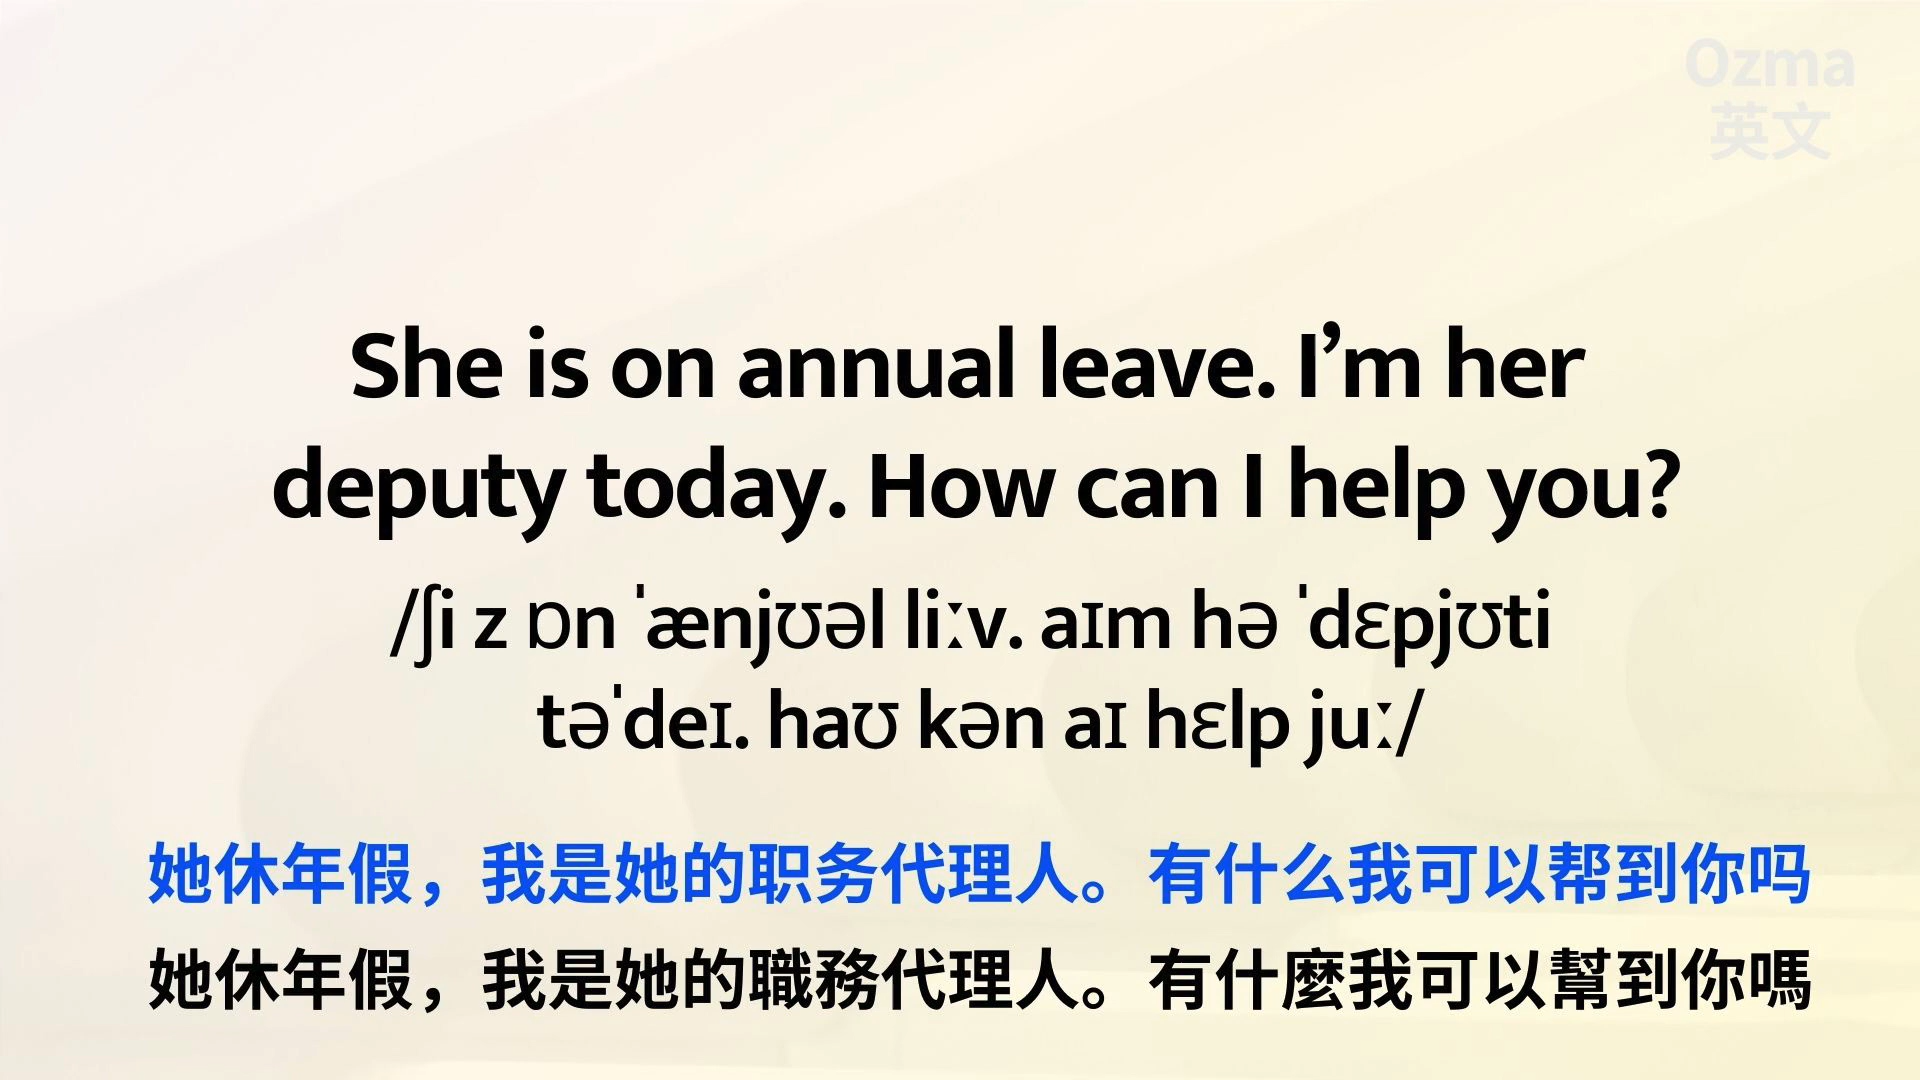 Ozma
英文
She is on annual leave. I’m her
deputy today. How can I help you?
/ʃi z ɒn ˈænjʊəl liːv. aɪm hə ˈdɛpjʊti
təˈdeɪ. haʊ kən aɪ hɛlp juː/
她休年假，我是她的职务代理人。有什么我可以帮到你吗
她休年假，我是她的職務代理人。有什麼我可以幫到你嗎